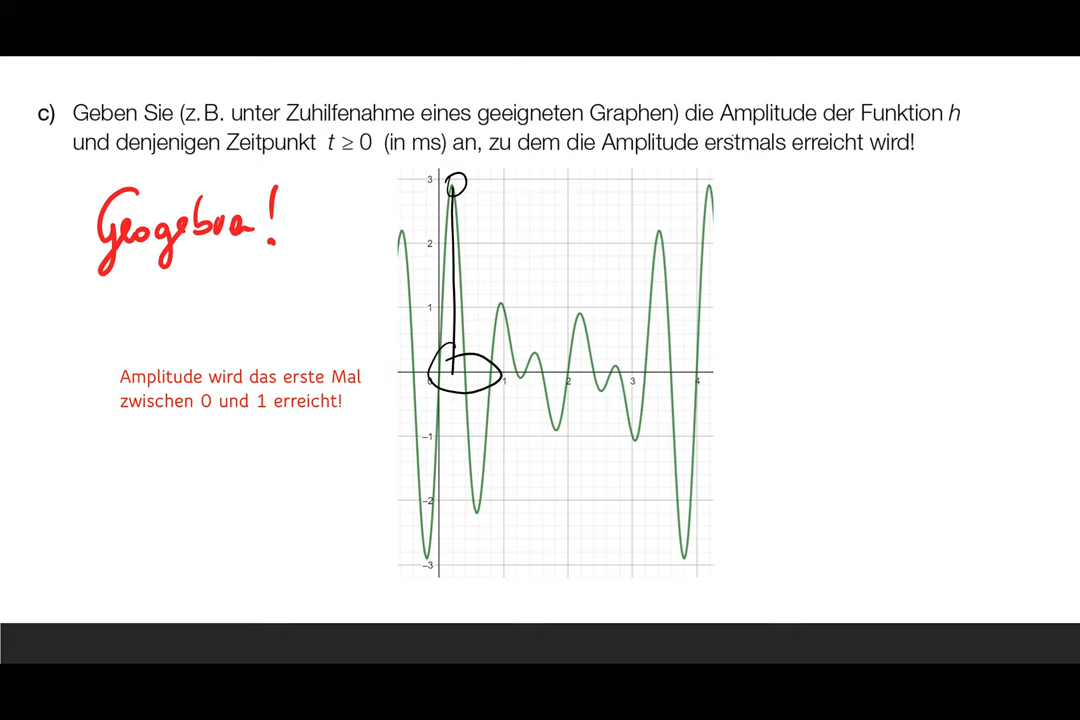 c) Geben Sie (z. B. unter Zuhilfenahme eines geeigneten Graphen) die Amplitude der Funktion h
und denjenigen Zeitpunkt t ≥ 0 (in ms) an, zu dem die Amplitude erstmals erreicht wird!
Geogebra!
Amplitude wird das erste Mal
zwischen 0 und 1 erreicht!
3
2
1
0 1 2 3 4
–1
–2
–3